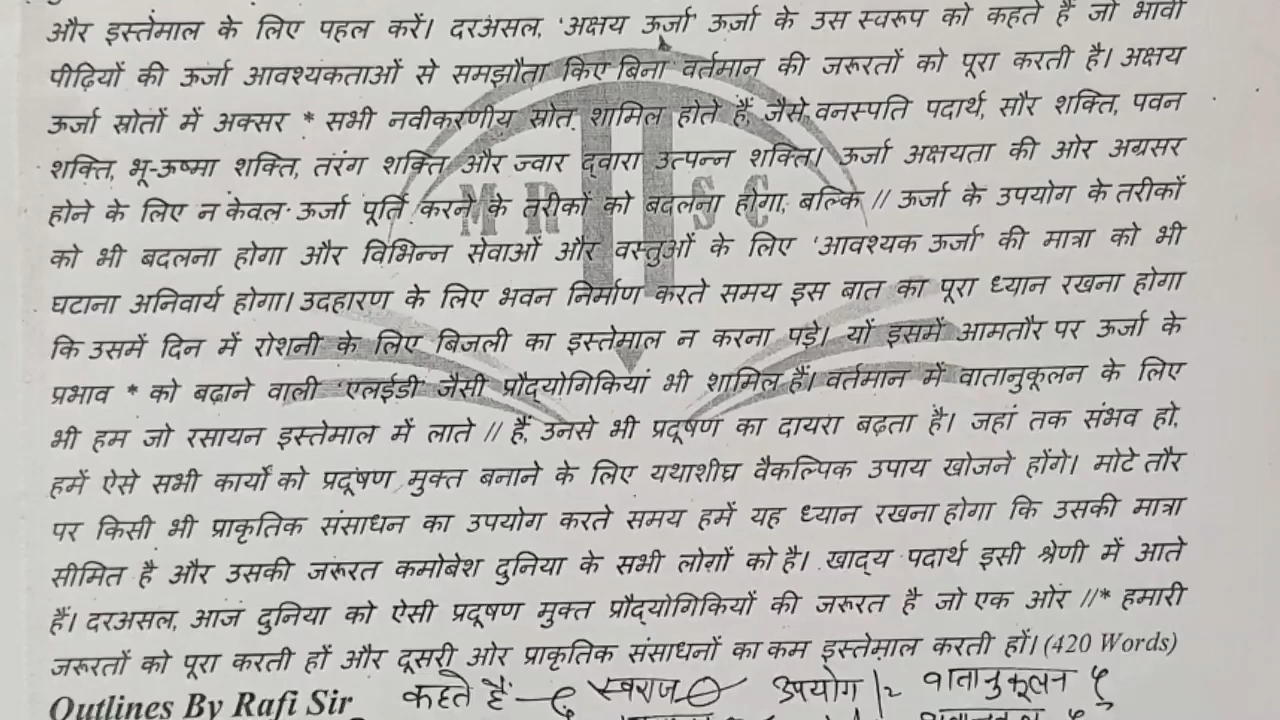 और इस्तेमाल के लिए पहल करें। दरअसल, 'अक्षय ऊर्जा' ऊर्जा के उस स्वरूप को कहते हैं जो भावी
पीढ़ियों की ऊर्जा आवश्यकताओं से समझौता किए बिना वर्तमान की जरूरतों को पूरा करती है। अक्षय
ऊर्जा स्रोतों में अक्सर * सभी नवीकरणीय स्रोत शामिल होते हैं, जैसे वनस्पति पदार्थ, सौर शक्ति, पवन
शक्ति, भू-ऊष्मा शक्ति, तरंग शक्ति और ज्वार द्वारा उत्पन्न शक्ति। ऊर्जा अक्षयता की ओर अग्रसर
होने के लिए न केवल ऊर्जा पूर्ति करने के तरीकों को बदलना होगा, बल्कि // ऊर्जा के उपयोग के तरीकों
को भी बदलना होगा और विभिन्न सेवाओं और वस्तुओं के लिए 'आवश्यक ऊर्जा' की मात्रा को भी
घटाना अनिवार्य होगा। उदहारण के लिए भवन निर्माण करते समय इस बात का पूरा ध्यान रखना होगा
कि उसमें दिन में रोशनी के लिए बिजली का इस्तेमाल न करना पड़े। यों इसमें आमतौर पर ऊर्जा के
प्रभाव * को बढ़ाने वाली 'एलईडी' जैसी प्रौद्योगिकियां भी शामिल हैं। वर्तमान में वातानुकूलन के लिए
भी हम जो रसायन इस्तेमाल में लाते // हैं, उनसे भी प्रदूषण का दायरा बढ़ता है। जहां तक संभव हो,
हमें ऐसे सभी कार्यों को प्रदूषण मुक्त बनाने के लिए यथाशीघ्र वैकल्पिक उपाय खोजने होंगे। मोटे तौर
पर किसी भी प्राकृतिक संसाधन का उपयोग करते समय हमें यह ध्यान रखना होगा कि उसकी मात्रा
सीमित है और उसकी जरूरत कमोबेश दुनिया के सभी लोगों को है। खाद्य पदार्थ इसी श्रेणी में आते
हैं। दरअसल, आज दुनिया को ऐसी प्रदूषण मुक्त प्रौद्योगिकियों की जरूरत है जो एक ओर //* हमारी
जरूरतों को पूरा करती हों और दूसरी ओर प्राकृतिक संसाधनों का कम इस्तेमाल करती हों। (420 Words)
Outlines By Rafi Sir कहते हैं स्वराज उपयोग वातानुकूलन